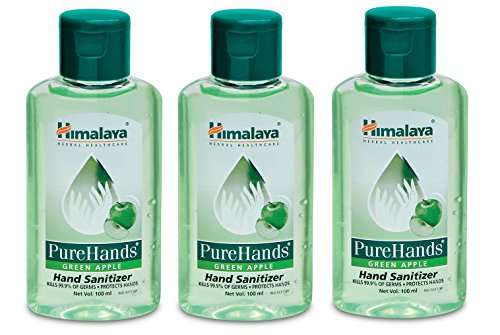 Himalaya
HERBAL HEALTHCARE
PureHands
GREEN APPLE
Hand Sanitizer
KILLS 99.9% OF GERMS • PROTECTS HANDS
Net Vol. 100 ml
Himalaya
HERBAL HEALTHCARE
PureHands
GREEN APPLE
Hand Sanitizer
KILLS 99.9% OF GERMS • PROTECTS HANDS
Net Vol. 100 ml
Himalaya
HERBAL HEALTHCARE
PureHands
GREEN APPLE
Hand Sanitizer
KILLS 99.9% OF GERMS • PROTECTS HANDS
Net Vol. 100 ml